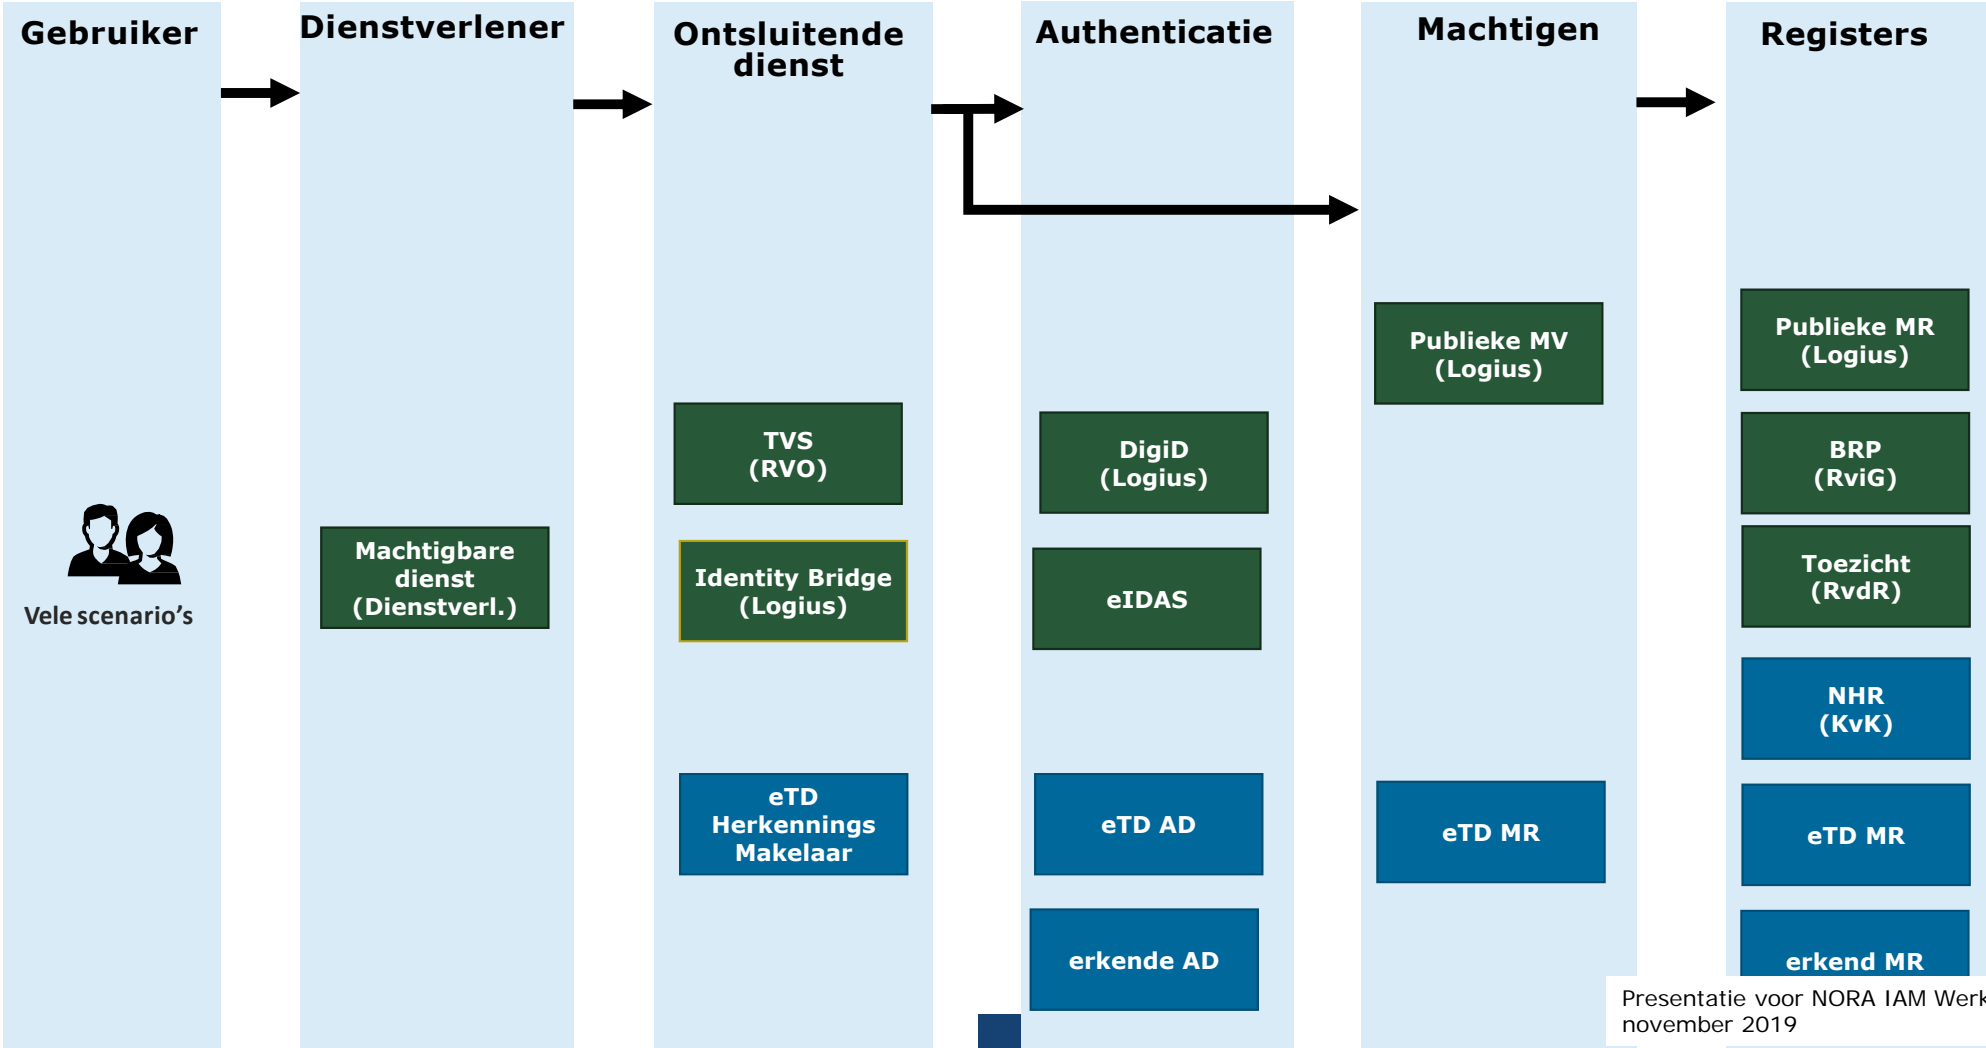 Gebruiker
Vele scenario's
Dienstverlener
Machtigbare
dienst
(Dienstverl.)
Ontsluitende
dienst
TVS
(RVO)
Identity Bridge
(Logius)
eTD
Herkennings
Makelaar
Authenticatie
DigiD
(Logius)
eIDAS
eTD AD
erkende AD
Machtigen
Publieke MV
(Logius)
eTD MR
Registers
Publieke MR
(Logius)
BRP
(RviG)
Toezicht
(RvdR)
NHR
(KvK)
eTD MR
erkend MR
Presentatie voor NORA IAM Werk
november 2019